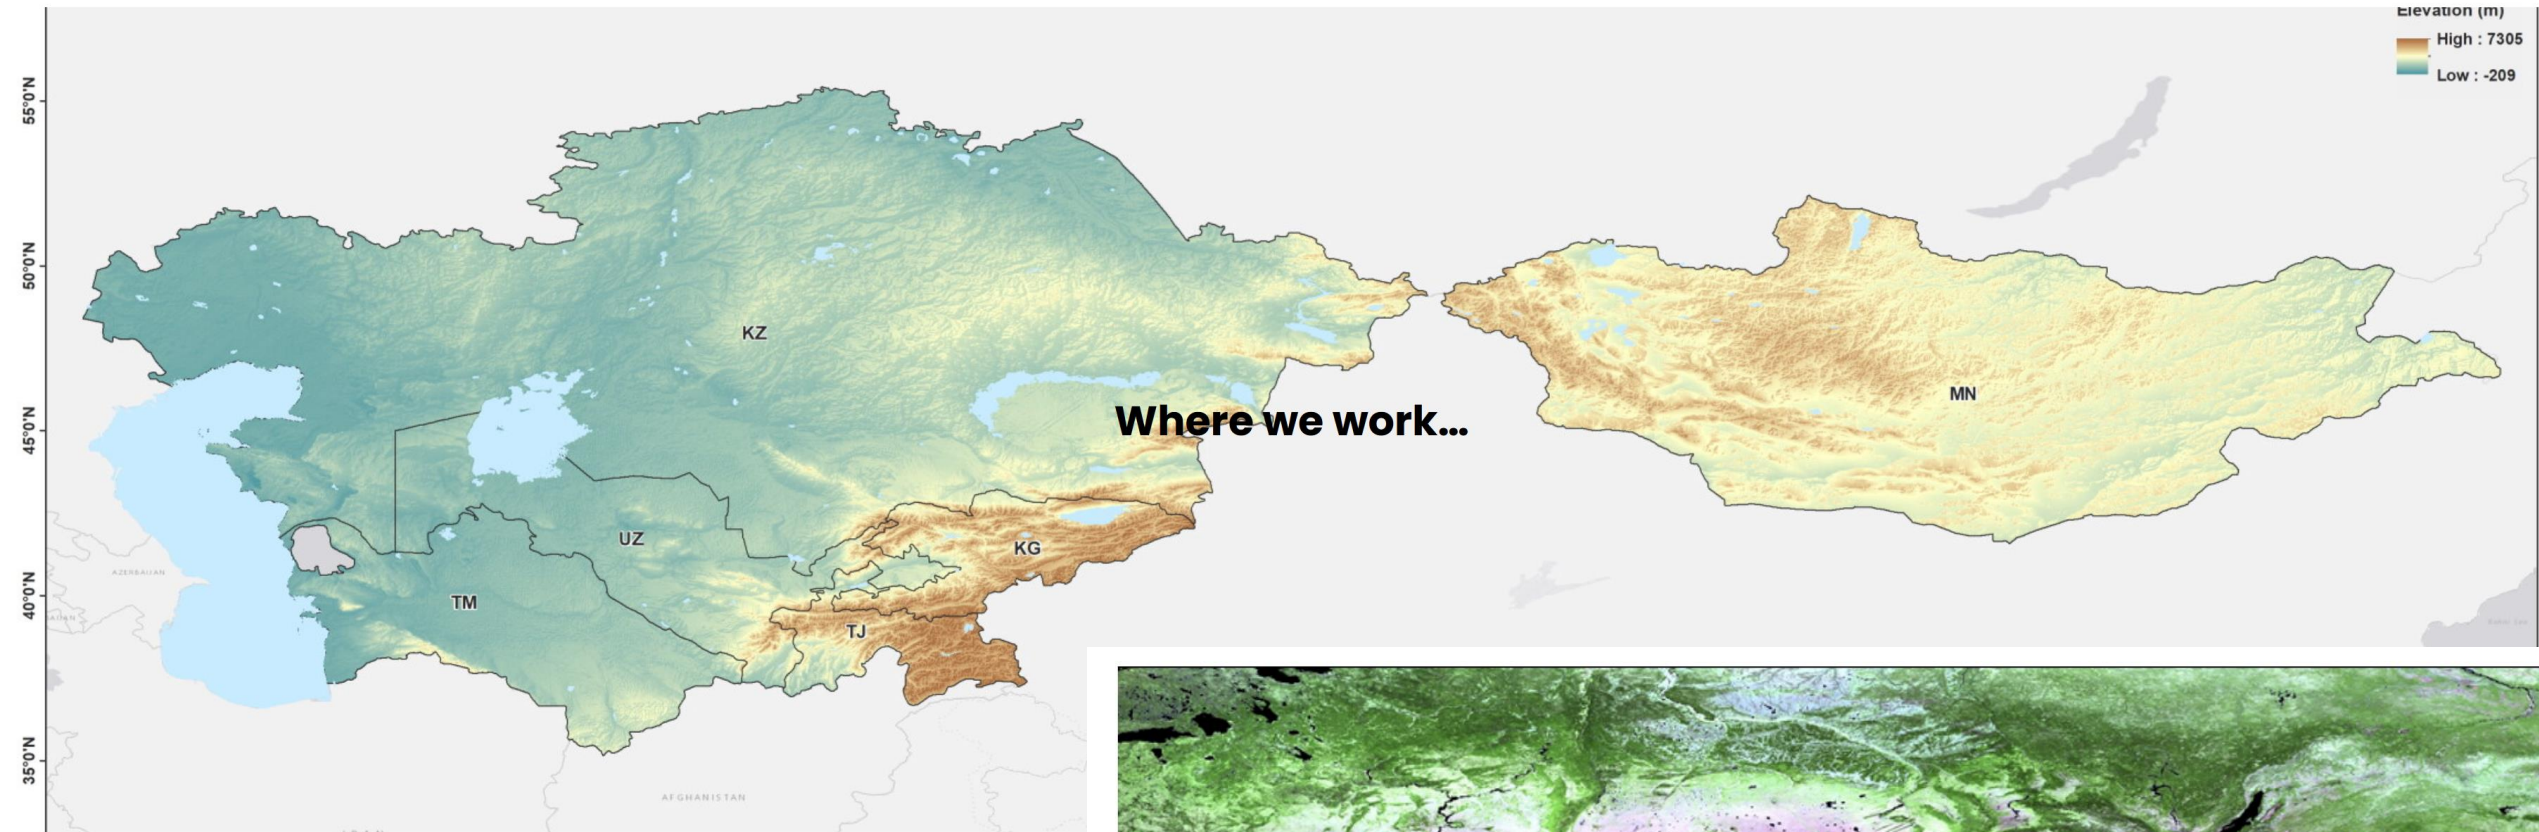 Elevation (m)
High : 7305
Low : -209
55°0'N
50°0'N
45°0'N
40°0'N
35°0'N
KZ
MN
Where we work...
UZ
KG
AZERBAIJAN
TM
TJ
AFGHANISTAN